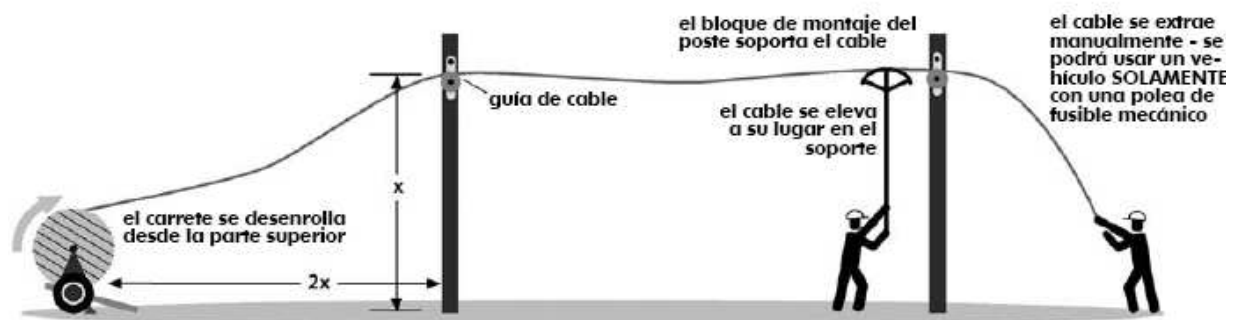 el bloque de montaje del
poste soporta el cable
el cable se extrae
manualmente - se
podrá usar un ve-
hículo SOLAMENTE
con una polea de
fusible mecánico
guía de cable
el cable se eleva
a su lugar en el
soporte
x
el carrete se desenrolla
desde la parte superior
2x